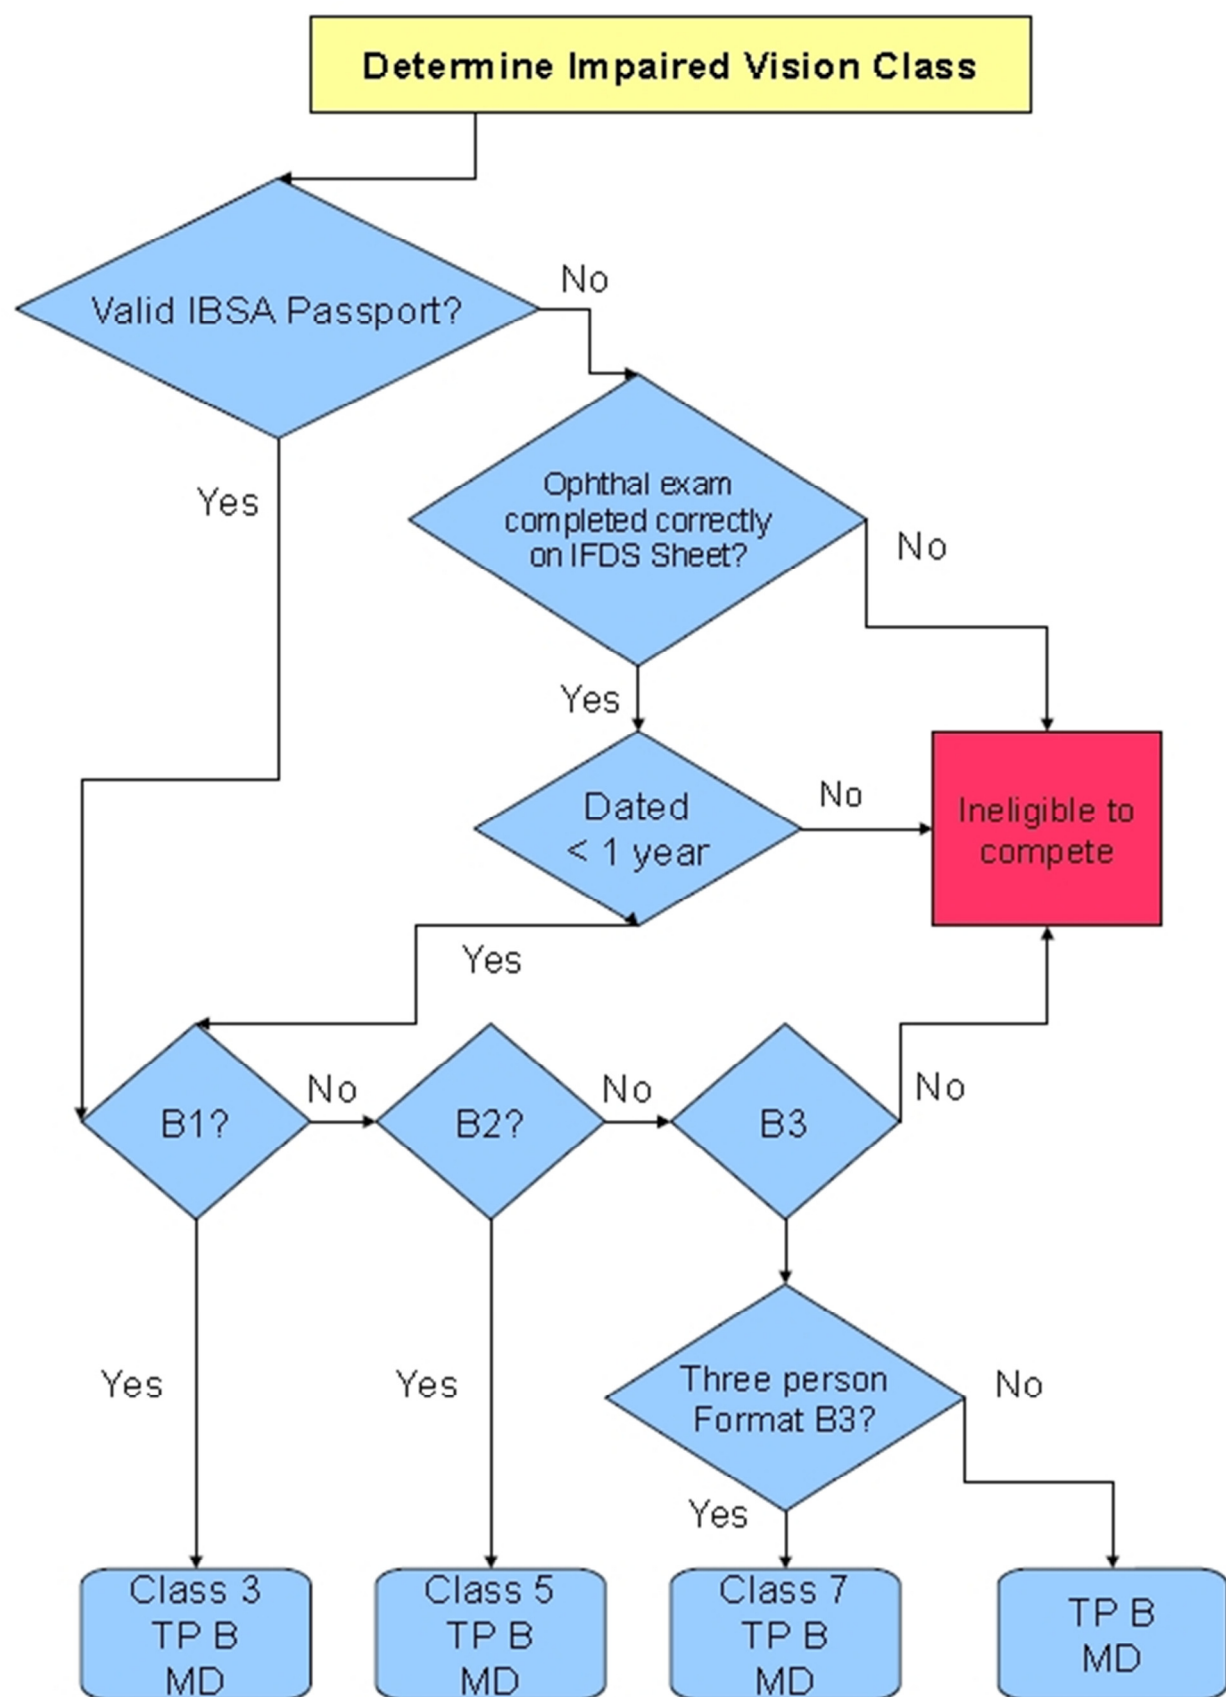 Determine Impaired Vision Class
No
Valid IBSA Passport?
Ophthal exam
completed correctly
on IFDS Sheet?
Yes
No
Yes
No
Dated
< 1 year
Ineligible to
compete
Yes
No
No
No
B1?
B2?
B3
Yes
Yes
Three person
Format B3?
No
Yes
Class 3
TP B
MD
Class 5
TP B
MD
Class 7
TP B
MD
TP B
MD